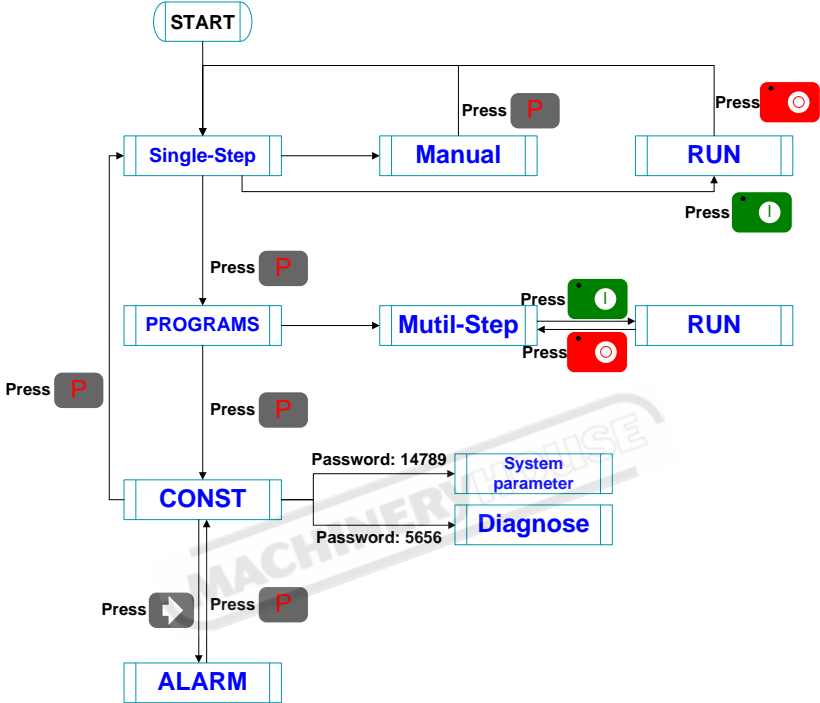 START
Press P
Press
Single-Step
Manual
RUN
Press
Press P
PROGRAMS
Mutil-Step
Press
Press
RUN
Press P
Press P
CONST
Password: 14789
System
parameter
Password: 5656
Diagnose
MACHINERYHOUSE
Press
Press P
ALARM